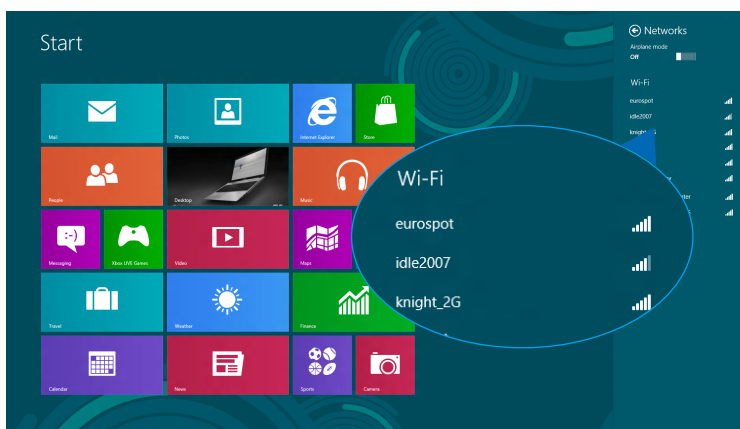 Start
Mail
Photos
Internet Explorer
Store
People
Desktop
Music
Messaging
Xbox LIVE Games
Video
Maps
Travel
Weather
Finance
Calendar
News
Sports
Camera
Networks
Airplane mode
Off
Wi-Fi
eurospot
idle2007
Wi-Fi
eurospot
idle2007
knight_2G